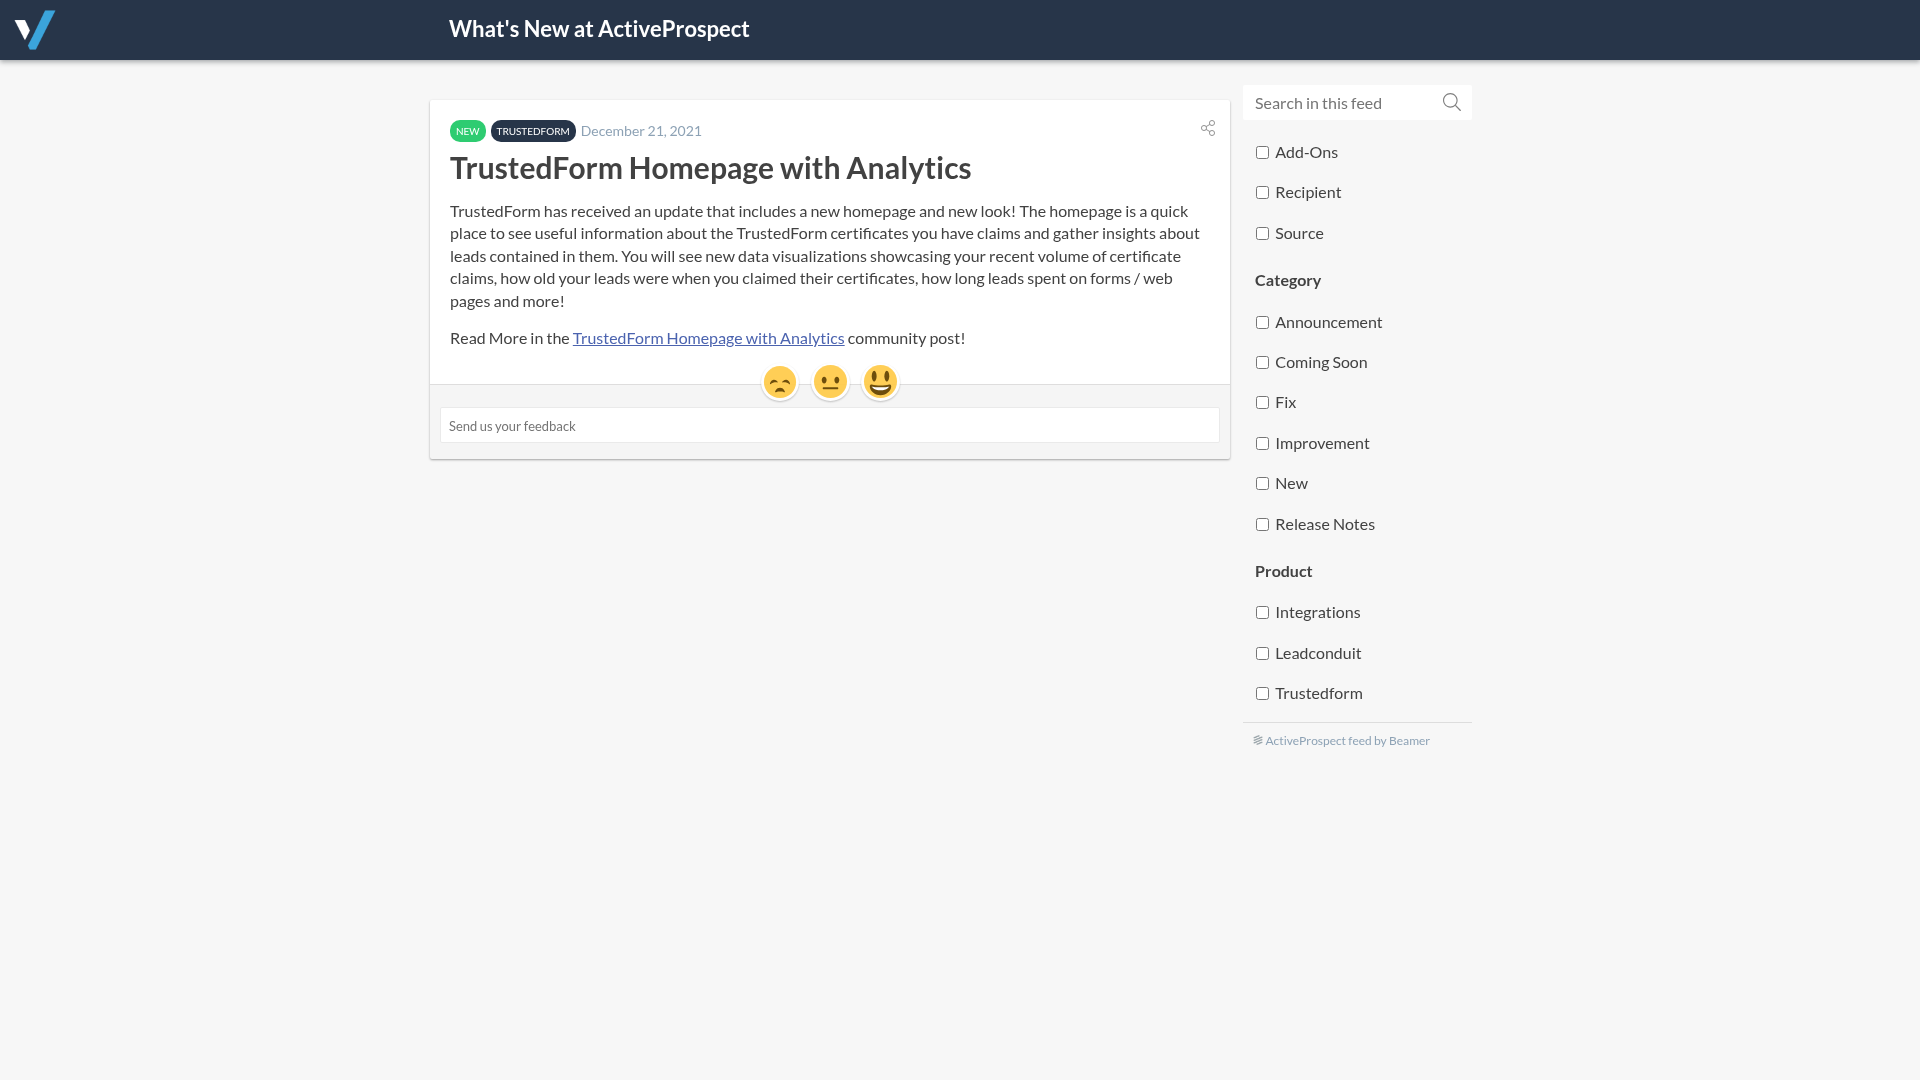 What's New at ActiveProspect
NEW TRUSTEDFORM December 21, 2021
TrustedForm Homepage with Analytics
TrustedForm has received an update that includes a new homepage and new look! The homepage is a quick
place to see useful information about the TrustedForm certificates you have claims and gather insights about
leads contained in them. You will see new data visualizations showcasing your recent volume of certificate
claims, how old your leads were when you claimed their certificates, how long leads spent on forms / web
pages and more!
Read More in the TrustedForm Homepage with Analytics community post!
Send us your feedback
Search in this feed
Add-Ons
Recipient
Source
Category
Announcement
Coming Soon
Fix
Improvement
New
Release Notes
Product
Integrations
Leadconduit
Trustedform
ActiveProspect feed by Beamer